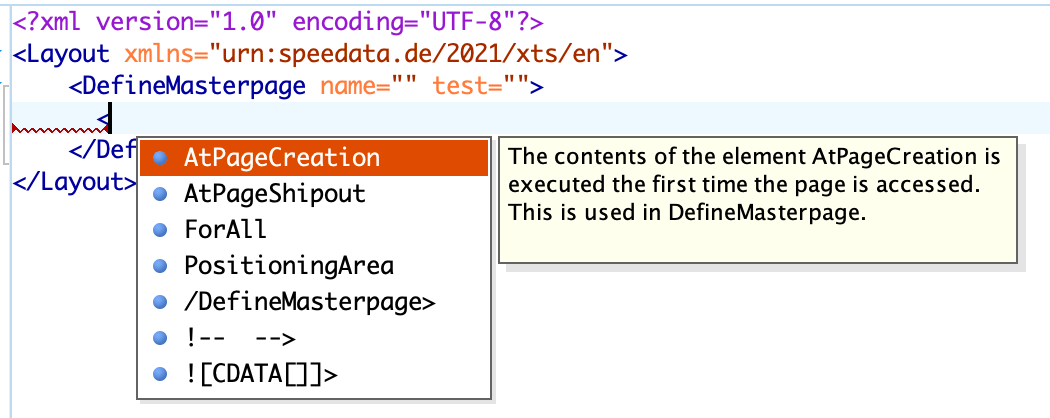 <?xml version="1.0" encoding="UTF-8"?>
<Layout xmlns="urn:speedata.de/2021/xts/en">
<DefineMasterpage name="" test="">
<
</Def
</Layout>
AtPageCreation
AtPageShipout
ForAll
PositioningArea
/DefineMasterpage>
!--  -->
![CDATA[]]>
The contents of the element AtPageCreation is
executed the first time the page is accessed.
This is used in DefineMasterpage.